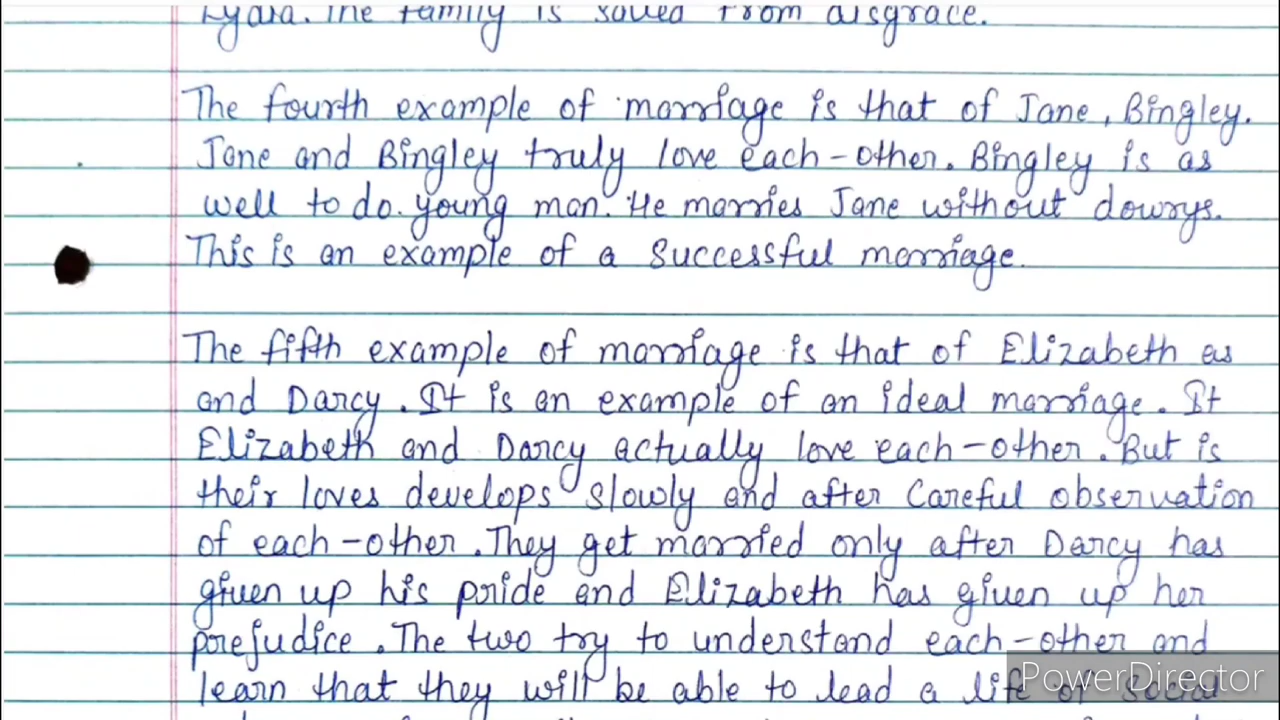 Lydia. The family is saved from disgrace.
The fourth example of marriage is that of Jane, Bingley.
Jane and Bingley truly love each-other. Bingley is as
well to do. young man. He marries Jane without dowrys.
This is an example of a successful marriage.
The fifth example of marriage is that of Elizabeth as
and Darcy. It is an example of an ideal marriage. It
Elizabeth and Darcy actually love each-other. But is
their loves develops slowly and after careful observation
of each-other. They get married only after Darcy has
given up his pride and Elizabeth has given up her
prejudice. The two try to understand each-other and
learn that they will be able to lead a life of social
PowerDirector